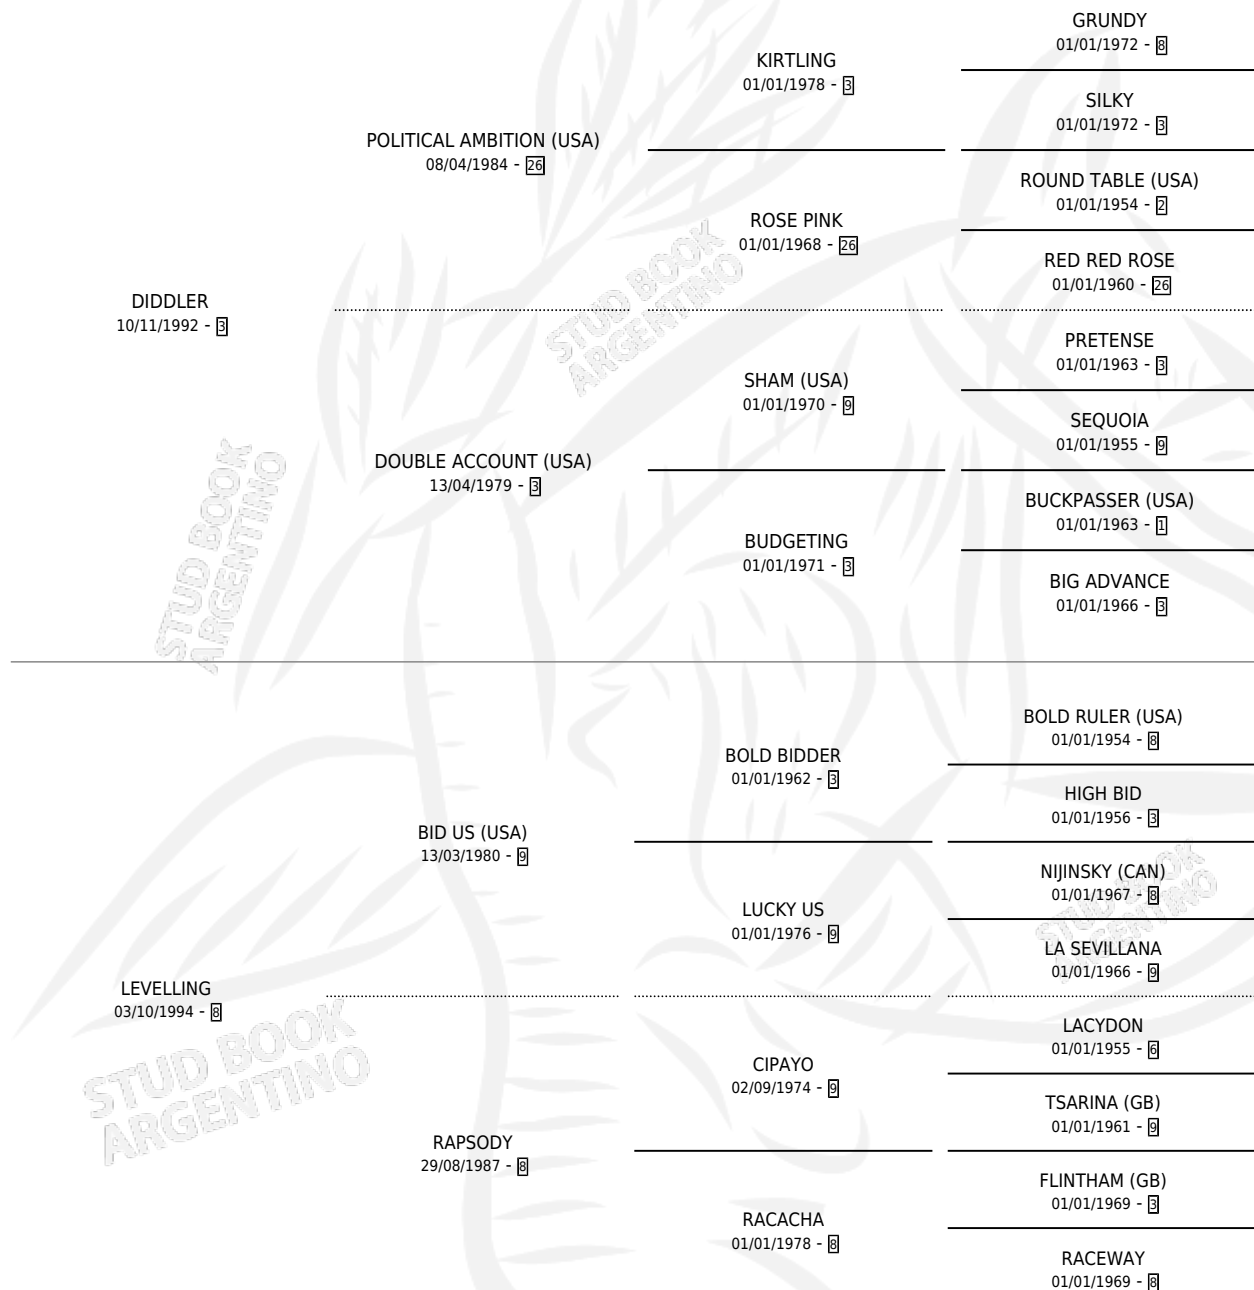 GRUNDY
01/01/1972 - 8
KIRTLING
01/01/1978 - 3
SILKY
01/01/1972 - 3
POLITICAL AMBITION (USA)
08/04/1984 - 26
ROUND TABLE (USA)
01/01/1954 - 2
ROSE PINK
01/01/1968 - 26
RED RED ROSE
01/01/1960 - 26
DIDDLER
10/11/1992 - 3
PRETENSE
01/01/1963 - 3
SHAM (USA)
01/01/1970 - 9
SEQUOIA
01/01/1955 - 9
DOUBLE ACCOUNT (USA)
13/04/1979 - 3
BUCKPASSER (USA)
01/01/1963 - 1
BUDGETING
01/01/1971 - 3
BIG ADVANCE
01/01/1966 - 3
BOLD RULER (USA)
01/01/1954 - 8
BOLD BIDDER
01/01/1962 - 3
HIGH BID
01/01/1956 - 3
BID US (USA)
13/03/1980 - 9
NIJINSKY (CAN)
01/01/1967 - 8
LUCKY US
01/01/1976 - 9
LA SEVILLANA
01/01/1966 - 9
LEVELLING
03/10/1994 - 8
LACYDON
01/01/1955 - 6
CIPAYO
02/09/1974 - 9
TSARINA (GB)
01/01/1961 - 9
RAPSODY
29/08/1987 - 8
FLINTHAM (GB)
01/01/1969 - 3
RACACHA
01/01/1978 - 8
RACEWAY
01/01/1969 - 8
STUD BOOK
ARGENTINO
STUD BOOK
ARGENTINO
STUD BOOK
ARGENTINO
STUD BOOK
ARGENTINO